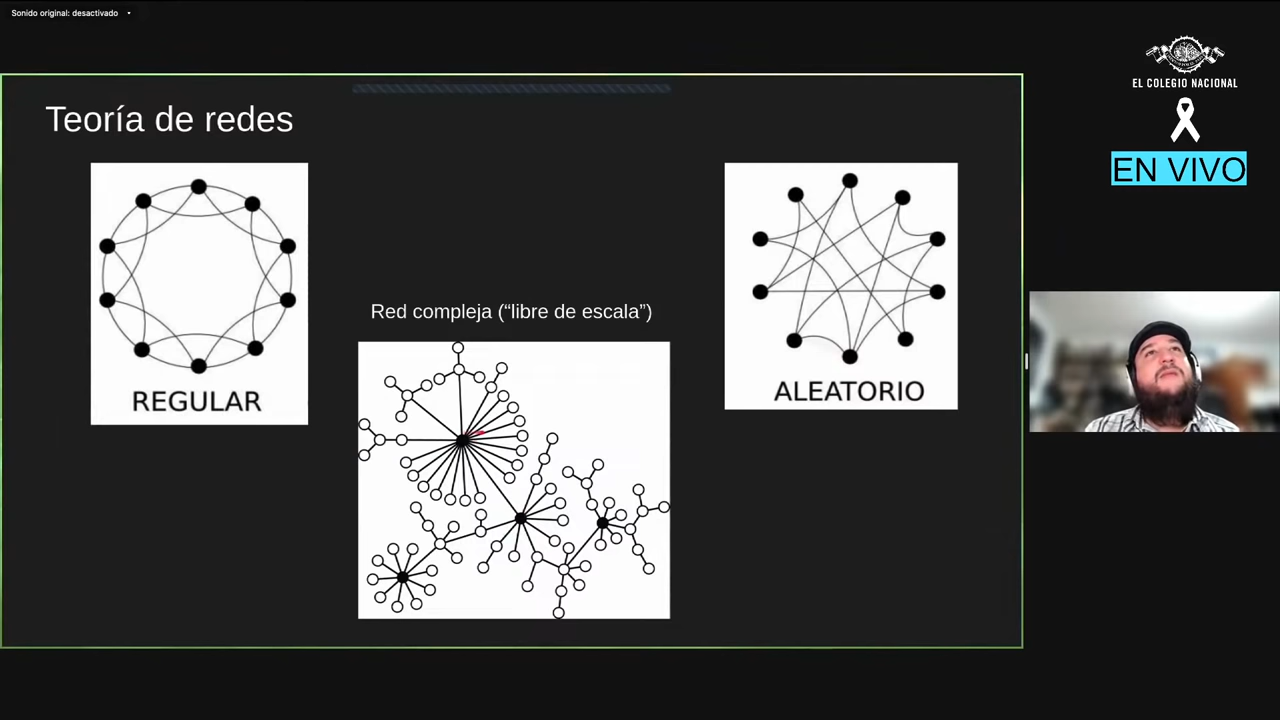 Sonido original: desactivado
EL COLEGIO NACIONAL
EN VIVO
Teoría de redes
REGULAR
Red compleja (“libre de escala”)
ALEATORIO